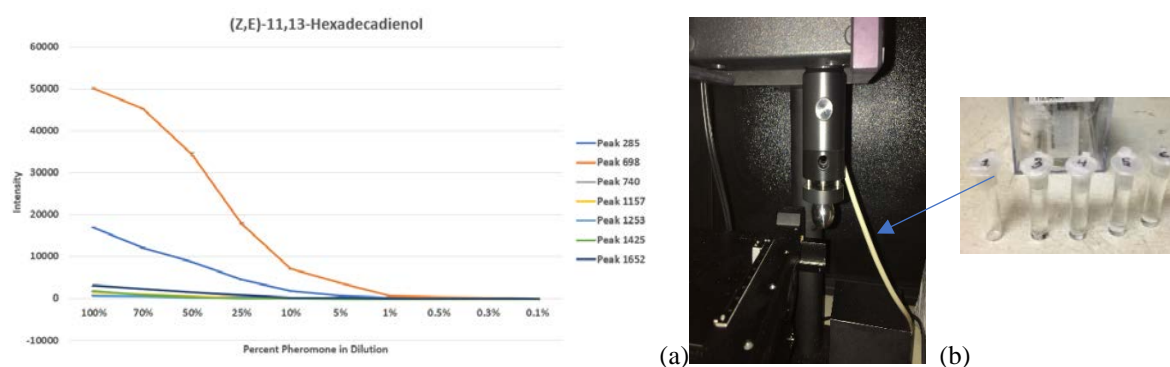 (Z,E)-11,13-Hexadecadienol
60000
50000
40000
30000
20000
10000
0
-10000
Intensity
100% 70% 50% 25% 10% 5% 1% 0.5% 0.3% 0.1%
Percent Pheromone in Dilution
Peak 285
Peak 698
Peak 740
Peak 1157
Peak 1253
Peak 1425
Peak 1652
(a)
1 3 4 5
(b)